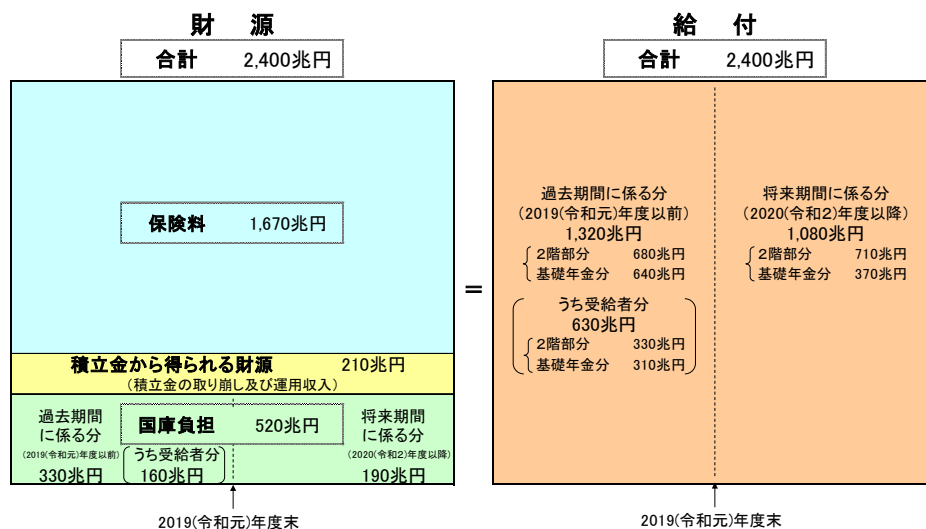 財　源
合計　2,400兆円
保険料　1,670兆円
積立金から得られる財源　210兆円
(積立金の取り崩し及び運用収入)
国庫負担　520兆円
過去期間
に係る分
(2019(令和元)年度以前)
330兆円
うち受給者分
160兆円
将来期間
に係る分
(2020(令和2)年度以降)
190兆円
2019(令和元)年度末
＝
給　付
合計　2,400兆円
過去期間に係る分
(2019(令和元)年度以前)
1,320兆円
2階部分　680兆円
基礎年金分　640兆円
うち受給者分
630兆円
2階部分　330兆円
基礎年金分　310兆円
将来期間に係る分
(2020(令和2)年度以降)
1,080兆円
2階部分　710兆円
基礎年金分　370兆円
2019(令和元)年度末